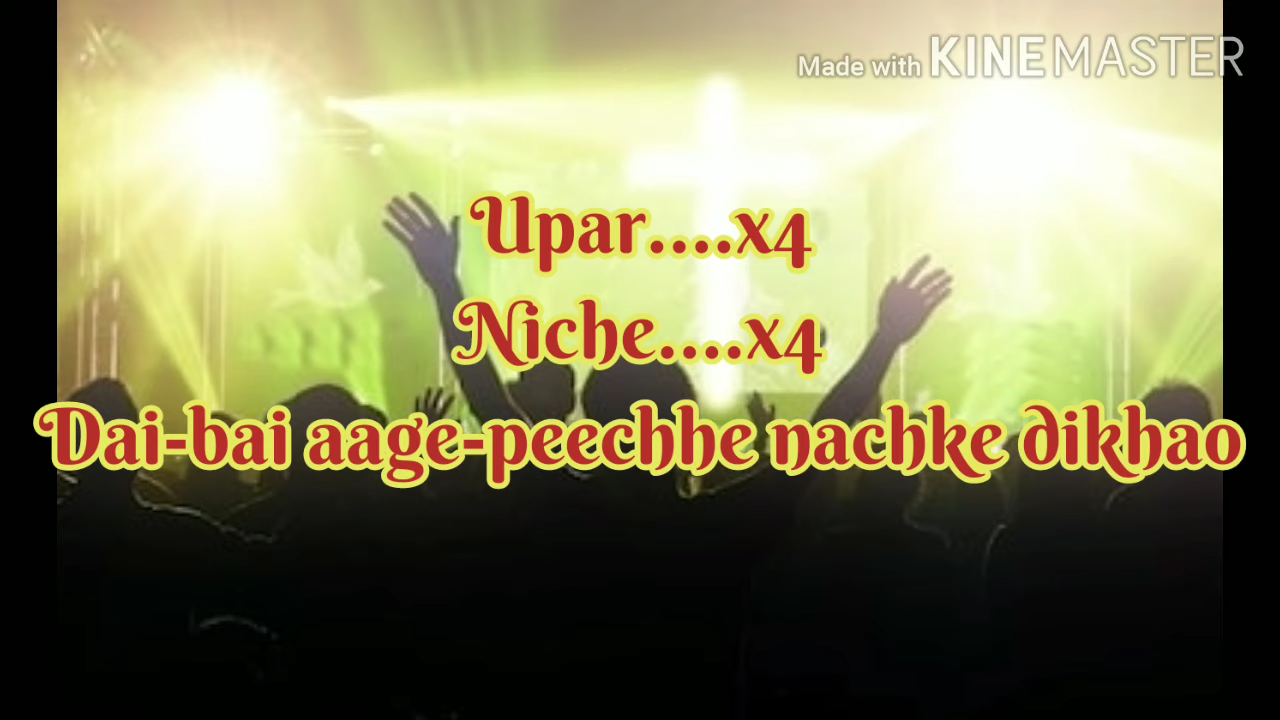 Made with KINEMASTER
Upar....x4
Niche....x4
Dai-bai aage-peechhe nachke dikhao